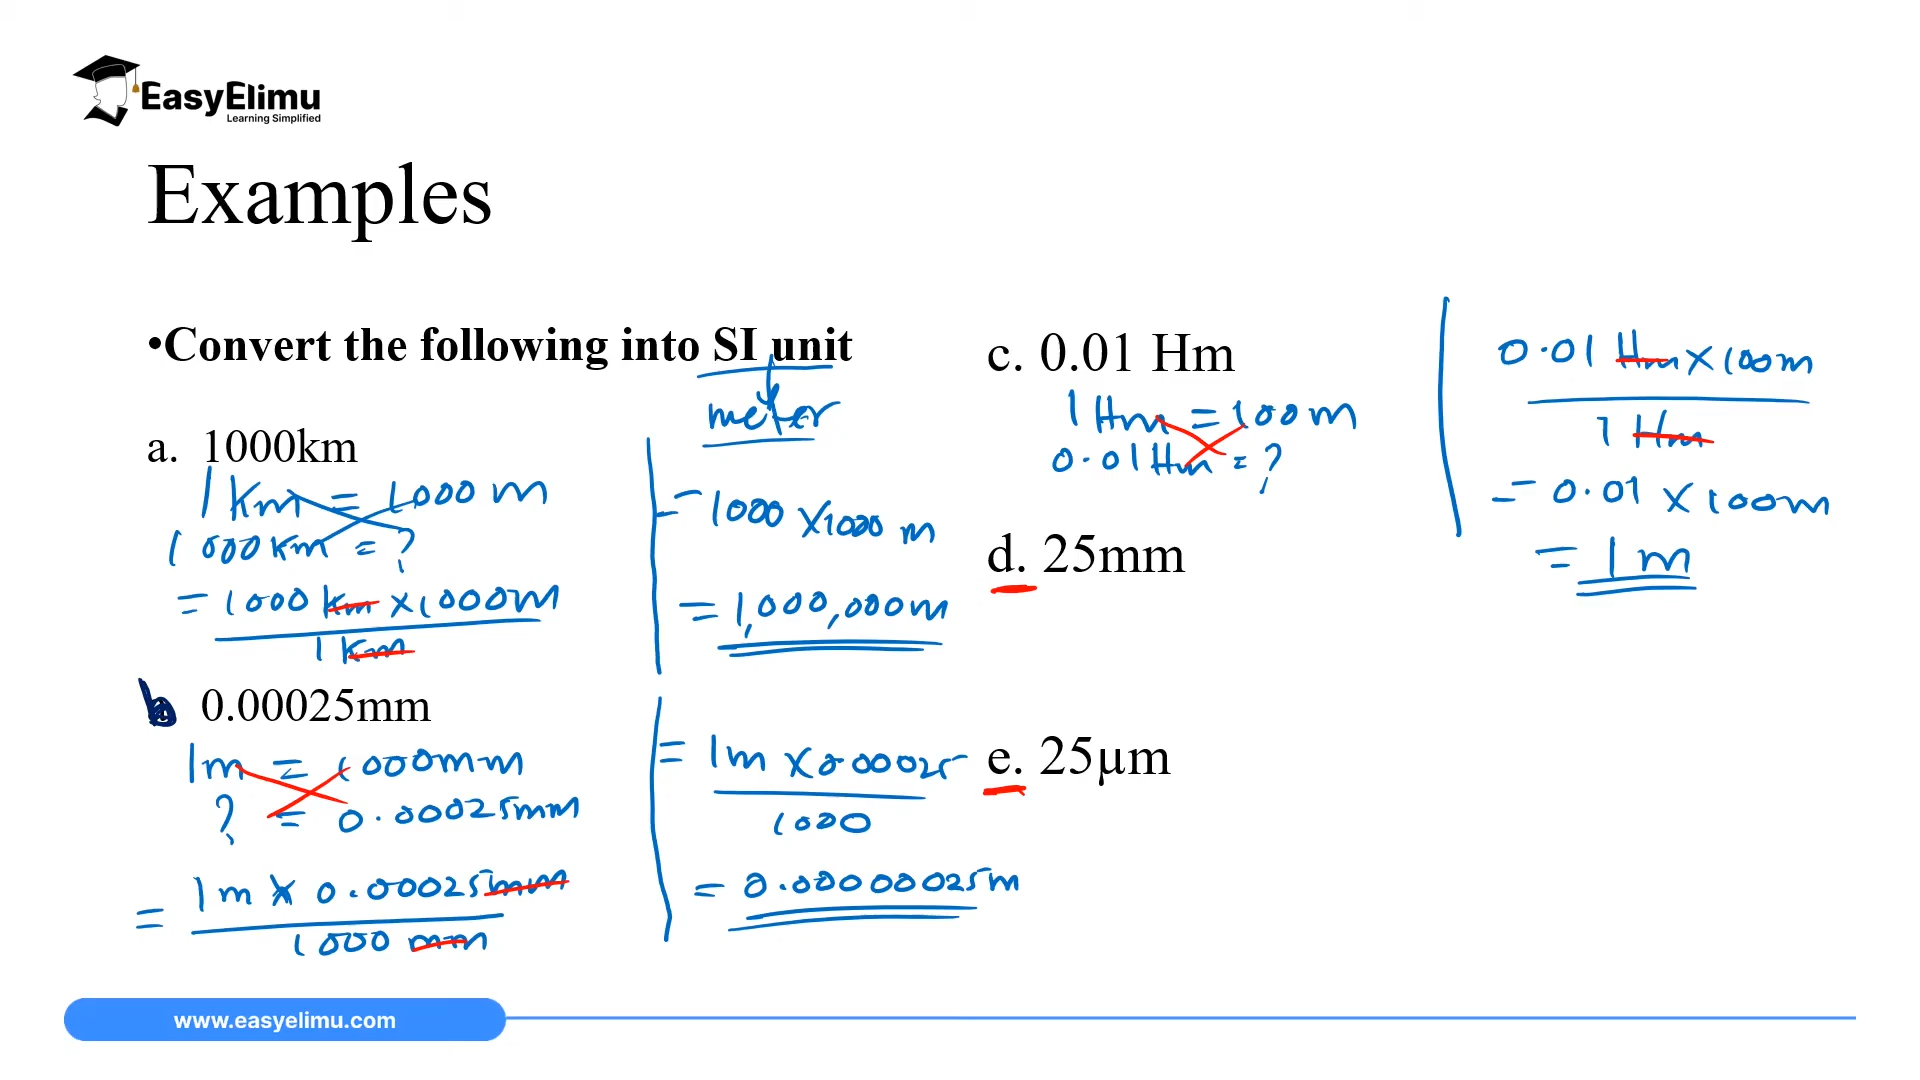 EasyElimu
Learning Simplified
Examples
•Convert the following into SI unit
meter
a. 1000km
1 Km = 1000 m
1000 Km = ?
= 1000 Km x 1000m
1 Km
= 1000 x 1000 m
= 1,000,000m
b 0.00025mm
1m = 1000mm
? = 0.00025mm
= 1m x 0.00025mm
1000 mm
= 1m x 0.00025
1000
= 0.00000025m
c. 0.01 Hm
1 Hm = 100m
0.01 Hm = ?
0.01 Hm x 100m
1 Hm
= 0.01 x 100m
= 1m
d. 25mm
e. 25μm
www.easyelimu.com